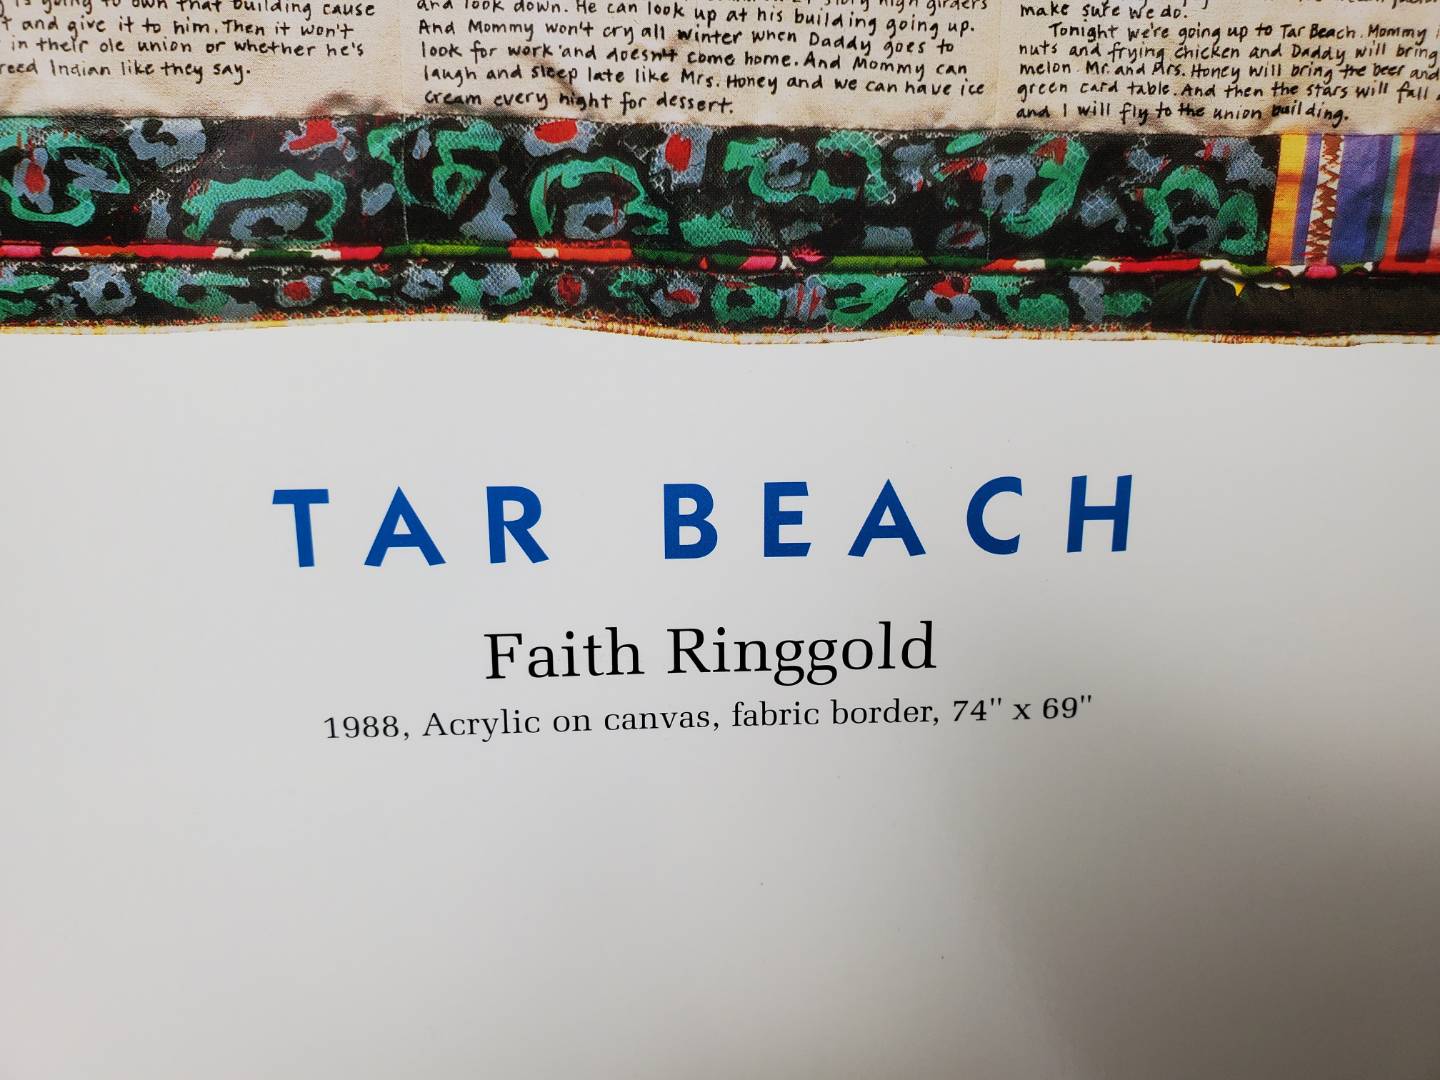 is going to own that building cause
and give it to him. Then it won't
in their ole union or whether he's
reed Indian like they say.
and look down. He can look up at his building going up.
And Mommy won't cry all winter when Daddy goes to
look for work and doesn't come home. And Mommy can
laugh and sleep late like Mrs. Honey and we can have ice
cream every night for dessert.
make sure we do.
Tonight we're going up to Tar Beach. Mommy
nuts and frying chicken and Daddy will bring
melon. Mr. and Mrs. Honey will bring the beer and
green card table. And then the stars will fall
and I will fly to the union building.
TAR BEACH
Faith Ringgold
1988, Acrylic on canvas, fabric border, 74" x 69"